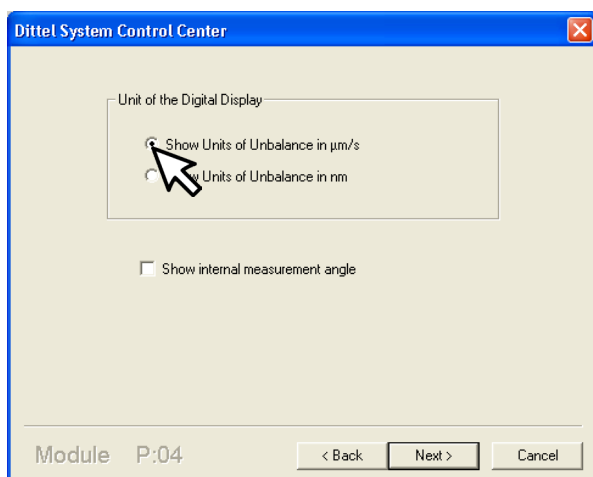 Dittel System Control Center
Unit of the Digital Display
Show Units of Unbalance in µm/s
Units of Unbalance in nm
Show internal measurement angle
Module P:04
< Back Next > Cancel